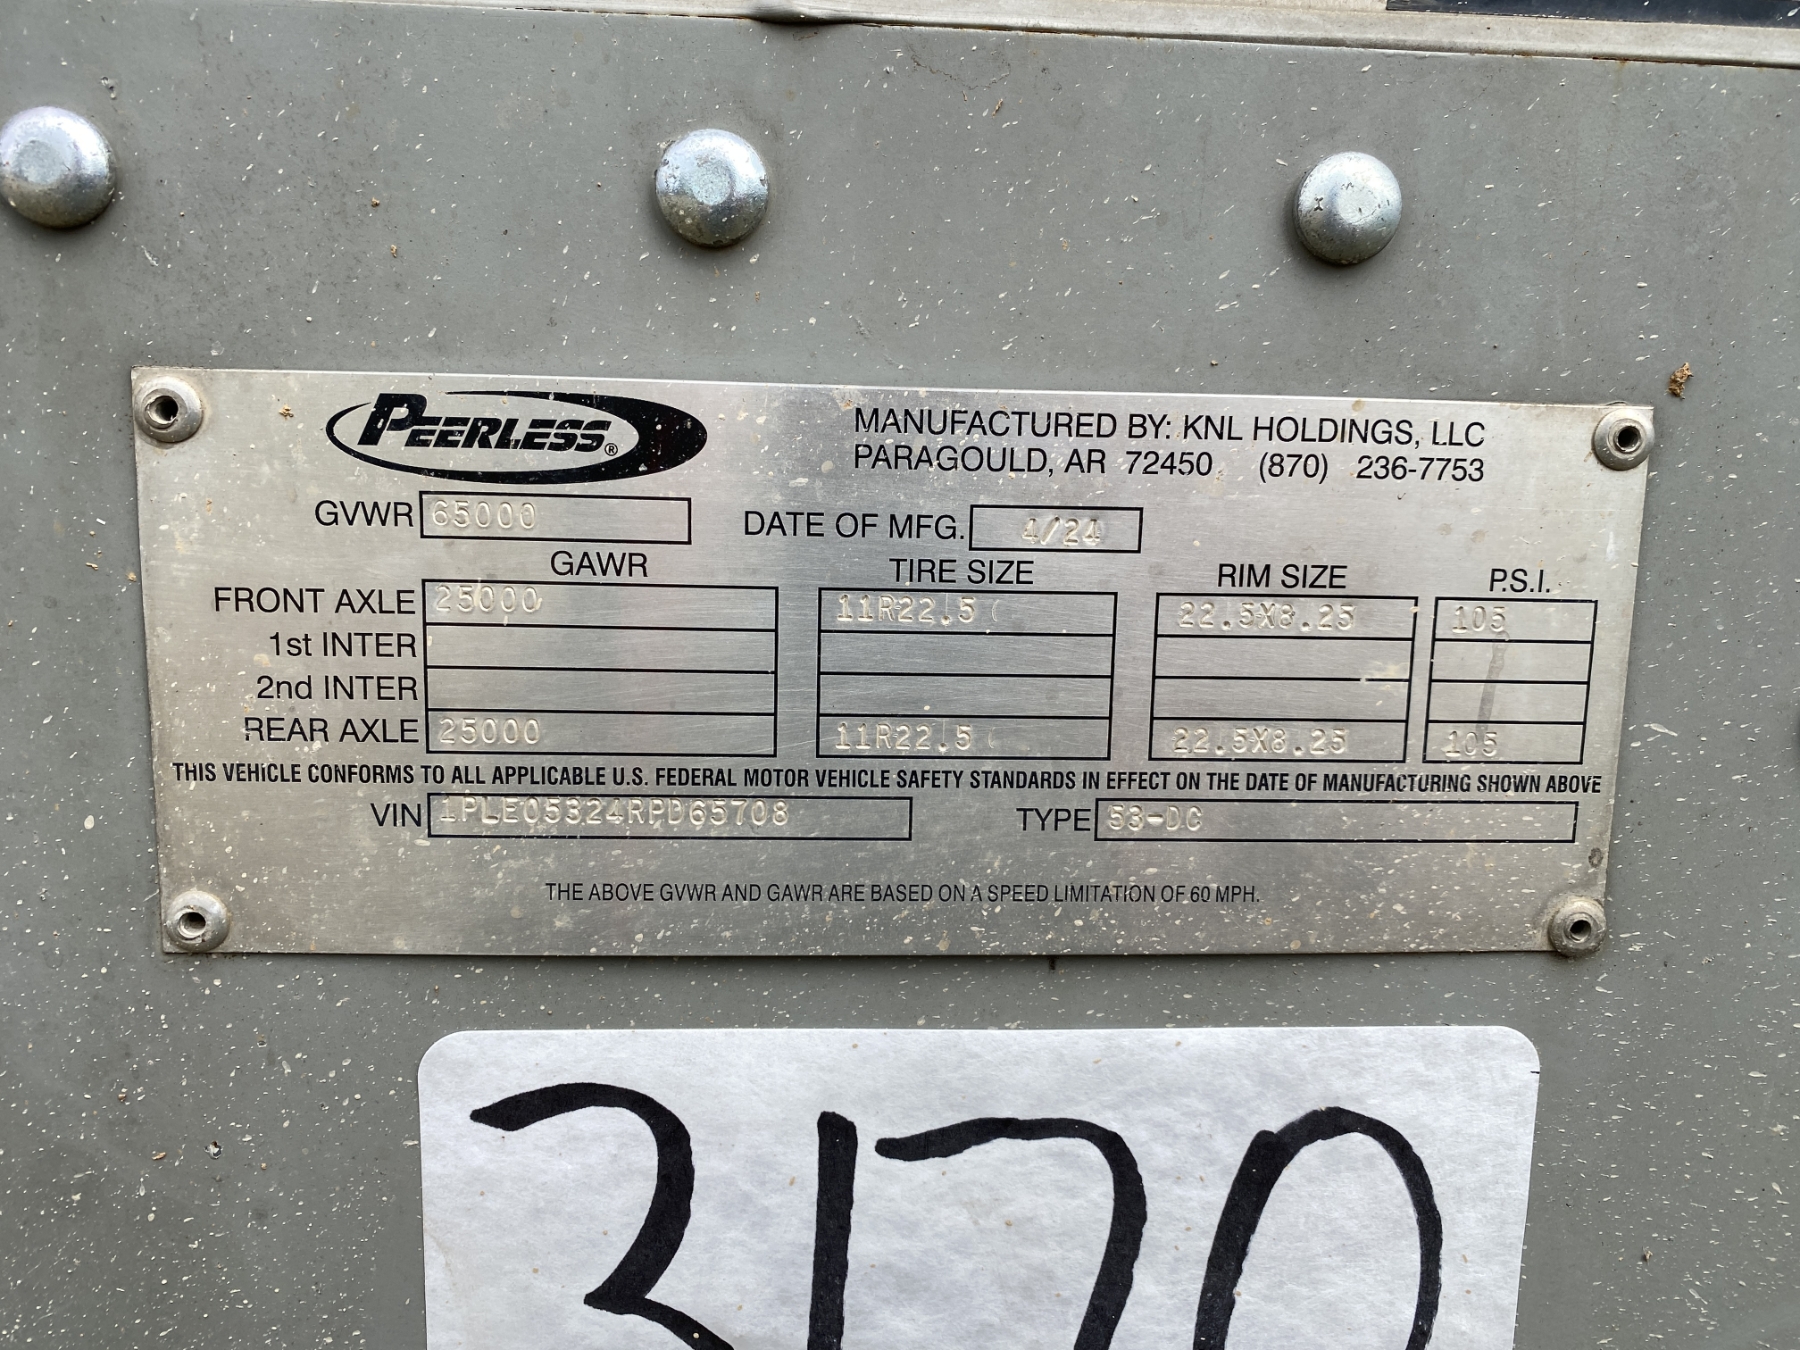 PEERLESS®
MANUFACTURED BY: KNL HOLDINGS, LLC
PARAGOULD, AR 72450 (870) 236-7753
GVWR 65000 DATE OF MFG. 4/24
GAWR TIRE SIZE RIM SIZE P.S.I.
FRONT AXLE 25000 11R22.5 22.5X8.25 105
1st INTER
2nd INTER
REAR AXLE 25000 11R22.5 22.5X8.25 105
THIS VEHICLE CONFORMS TO ALL APPLICABLE U.S. FEDERAL MOTOR VEHICLE SAFETY STANDARDS IN EFFECT ON THE DATE OF MANUFACTURING SHOWN ABOVE
VIN 1PLE05324RPD65708 TYPE 53-DC
THE ABOVE GVWR AND GAWR ARE BASED ON A SPEED LIMITATION OF 60 MPH.